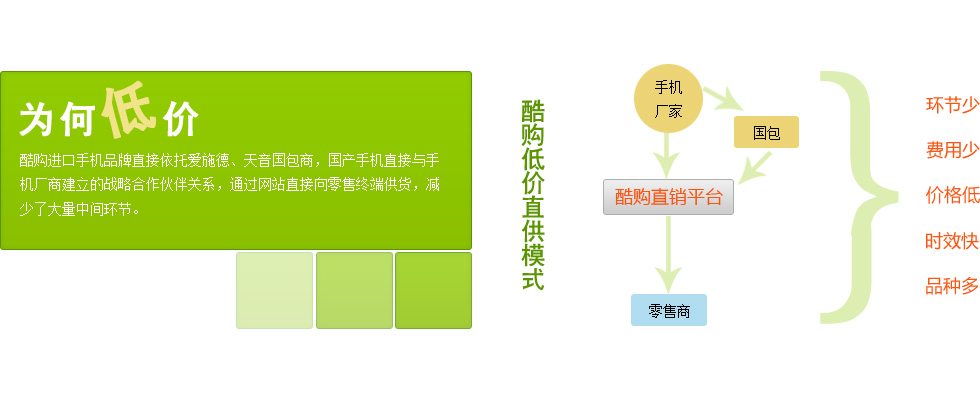 为何低价
酷购进口手机品牌直接依托爱施德、天音国包商，国产手机直接与手
机厂商建立的战略合作伙伴关系，通过网站直接向零售终端供货，减
少了大量中间环节。
酷购低价直供模式
手机
厂家
国包
酷购直销平台
零售商
环节少
费用少
价格低
时效快
品种多